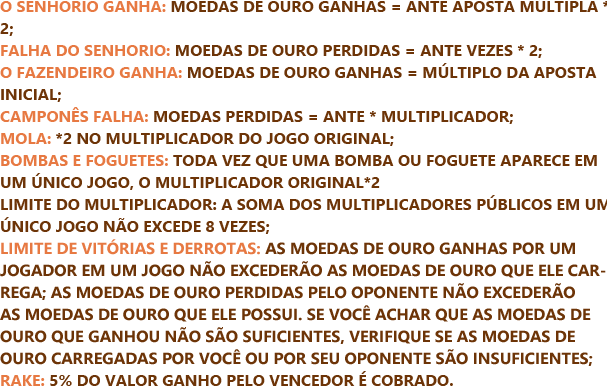 O SENHORIO GANHA: MOEDAS DE OURO GANHAS = ANTE APOSTA MULTIPLA *
2;
FALHA DO SENHORIO: MOEDAS DE OURO PERDIDAS = ANTE VEZES * 2;
O FAZENDEIRO GANHA: MOEDAS DE OURO GANHAS = MÚLTIPLO DA APOSTA
INICIAL;
CAMPONÊS FALHA: MOEDAS PERDIDAS = ANTE * MULTIPLICADOR;
MOLA: *2 NO MULTIPLICADOR DO JOGO ORIGINAL;
BOMBAS E FOGUETES: TODA VEZ QUE UMA BOMBA OU FOGUETE APARECE EM
UM ÚNICO JOGO, O MULTIPLICADOR ORIGINAL*2
LIMITE DO MULTIPLICADOR: A SOMA DOS MULTIPLICADORES PÚBLICOS EM UM
ÚNICO JOGO NÃO EXCEDE 8 VEZES;
LIMITE DE VITÓRIAS E DERROTAS: AS MOEDAS DE OURO GANHAS POR UM
JOGADOR EM UM JOGO NÃO EXCEDERÃO AS MOEDAS DE OURO QUE ELE CAR-
REGA; AS MOEDAS DE OURO PERDIDAS PELO OPONENTE NÃO EXCEDERÃO
AS MOEDAS DE OURO QUE ELE POSSUI. SE VOCÊ ACHAR QUE AS MOEDAS DE
OURO QUE GANHOU NÃO SÃO SUFICIENTES, VERIFIQUE SE AS MOEDAS DE
OURO CARREGADAS POR VOCÊ OU POR SEU OPONENTE SÃO INSUFICIENTES;
RAKE: 5% DO VALOR GANHO PELO VENCEDOR É COBRADO.